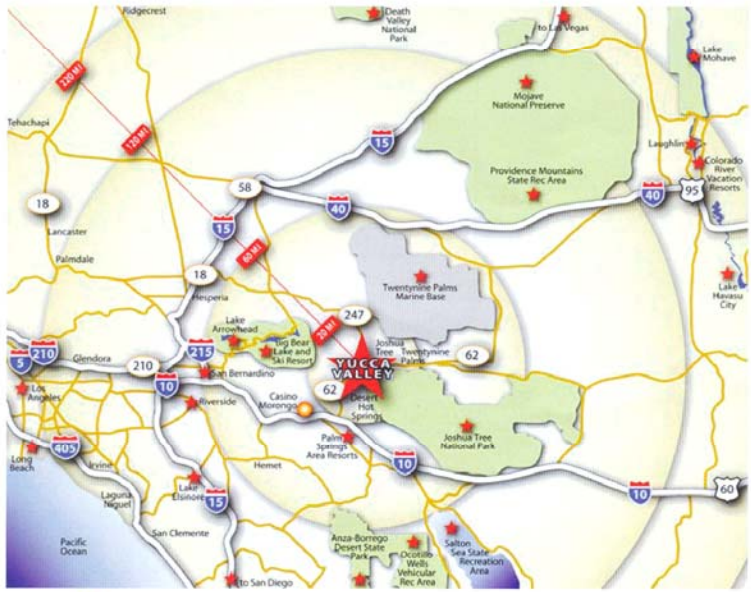 Ridgecrest
Death
Valley
National
Park
to Las Vegas
Lake
Mohave
220 MI
Mojave
National Preserve
Tehachapi
120 MI
15
Laughlin
Colorado
River
Vacation
Resorts
Providence Mountains
State Rec Area
58
40
40
95
18
15
Lancaster
60 MI
Palmdale
18
Twentynine Palms
Marine Base
Lake
Havasu
City
Hesperia
247
Lake
Arrowhead
20 MI
Joshua
Tree
Twentynine
Palms
62
5
210
Glendora
210
215
Big Bear
Lake and
Ski Resort
YUCCA
VALLEY
San Bernardino
10
Los
Angeles
62
Riverside
Casino
Morongo
Desert
Hot
Springs
Joshua Tree
National Park
Palm
Springs
Area Resorts
405
Long
Beach
Irvine
Hemet
10
10
60
Lake
Elsinore
Laguna
Niguel
15
San Clemente
Pacific
Ocean
Anza-Borrego
Desert State
Park
Ocotillo
Wells
Vehicular
Rec Area
Salton
Sea State
Recreation
Area
to San Diego